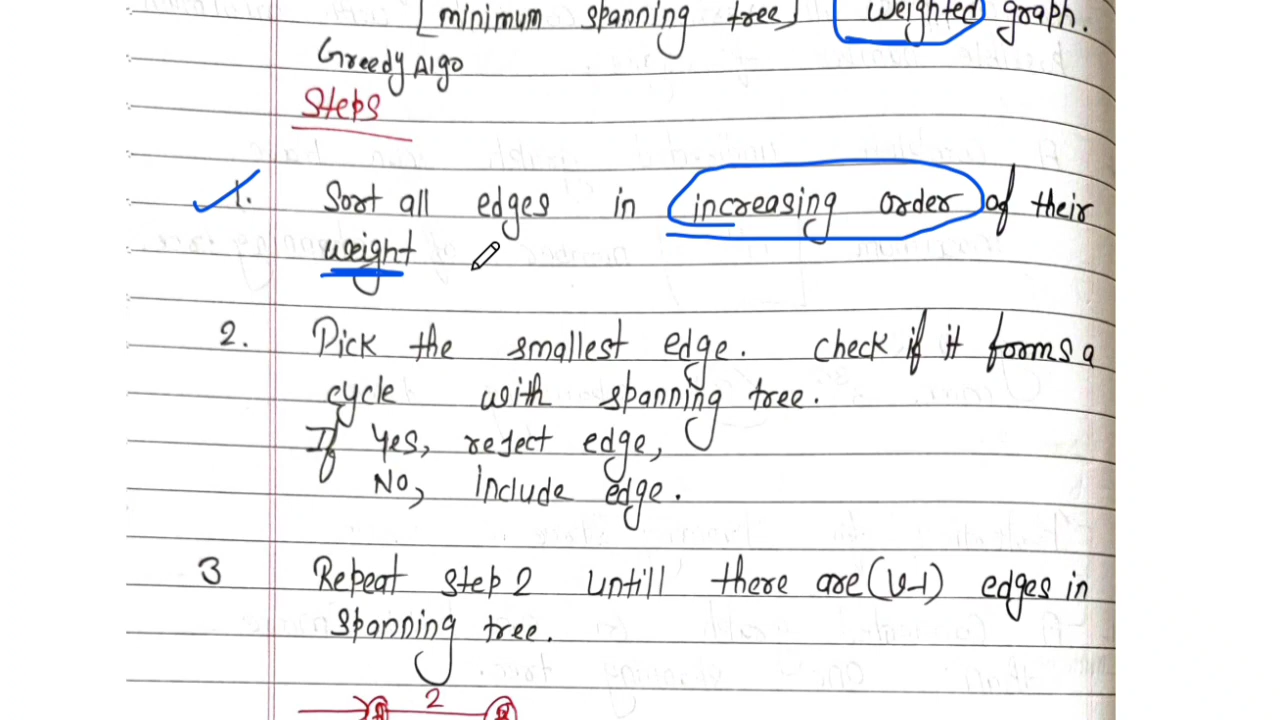 [minimum spanning tree] weighted graph.
Greedy Algo
Steps
1. Sort all edges in increasing order of their
weight
2. Pick the smallest edge. check if it forms a
cycle with spanning tree.
If Yes, reject edge,
No, include edge.
3 Repeat step 2 untill there are (V-1) edges in
spanning tree.
2